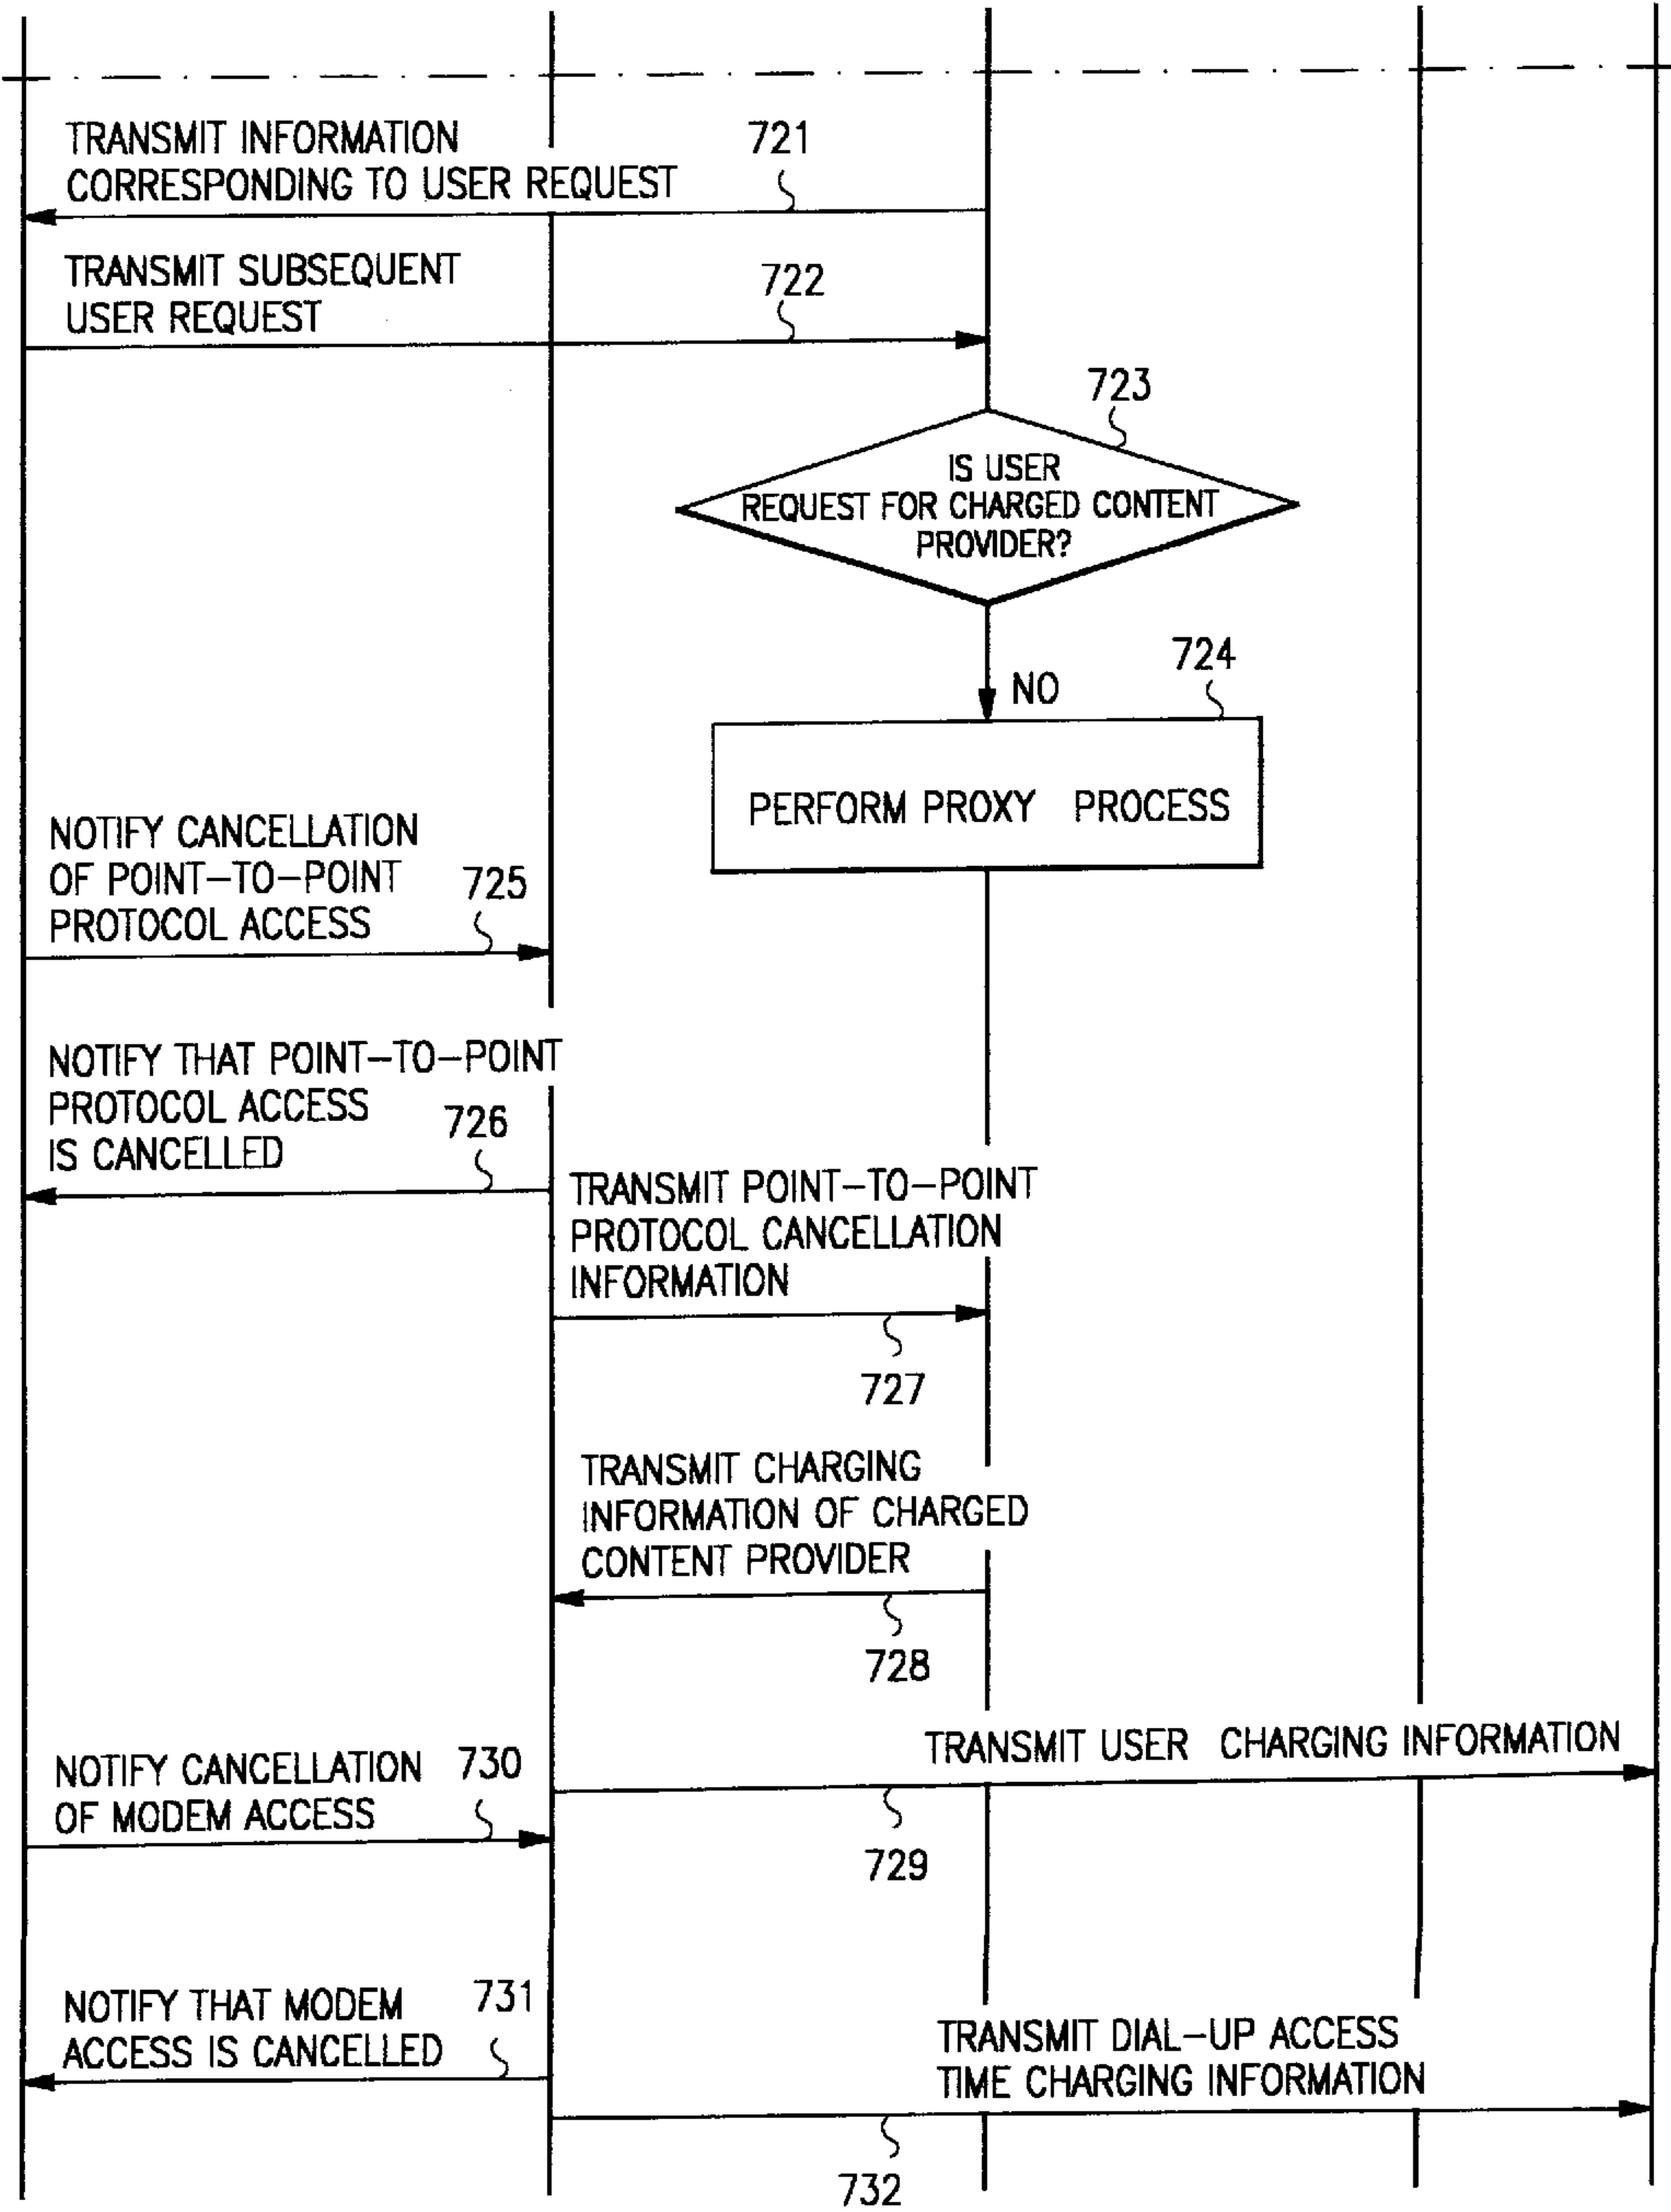 TRANSMIT INFORMATION
CORRESPONDING TO USER REQUEST
721
TRANSMIT SUBSEQUENT
USER REQUEST
722
723
IS USER
REQUEST FOR CHARGED CONTENT
PROVIDER?
NO
724
PERFORM PROXY PROCESS
NOTIFY CANCELLATION
OF POINT-TO-POINT
PROTOCOL ACCESS
725
NOTIFY THAT POINT-TO-POINT
PROTOCOL ACCESS
IS CANCELLED
726
TRANSMIT POINT-TO-POINT
PROTOCOL CANCELLATION
INFORMATION
727
TRANSMIT CHARGING
INFORMATION OF CHARGED
CONTENT PROVIDER
728
TRANSMIT USER CHARGING INFORMATION
729
NOTIFY CANCELLATION
OF MODEM ACCESS
730
NOTIFY THAT MODEM
ACCESS IS CANCELLED
731
TRANSMIT DIAL-UP ACCESS
TIME CHARGING INFORMATION
732